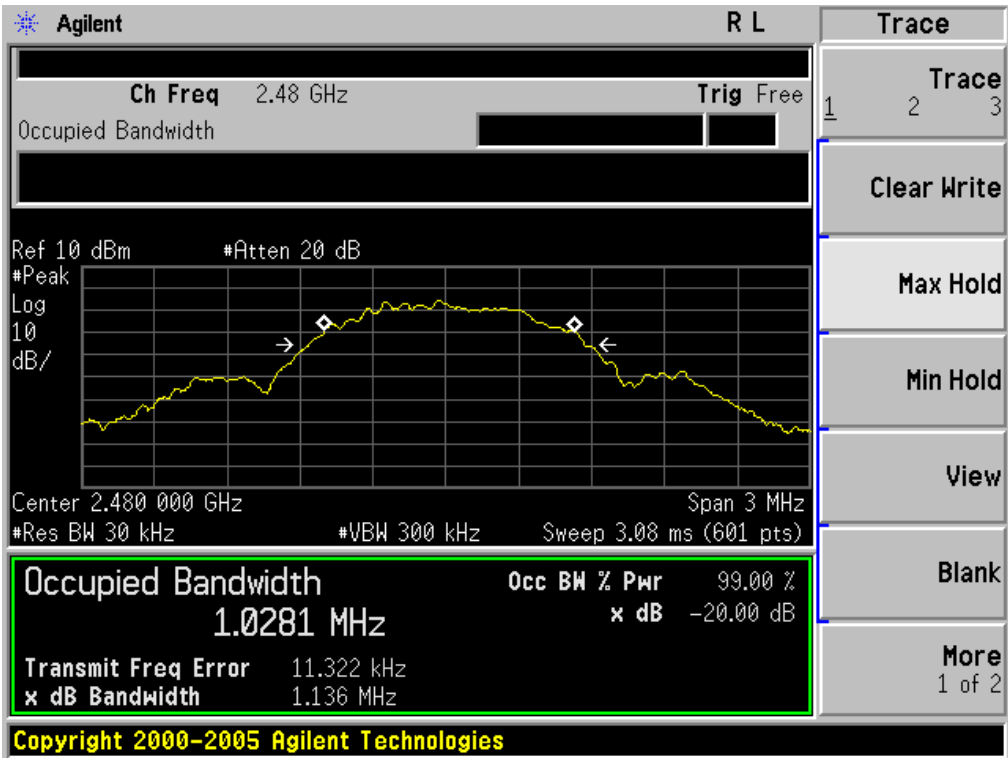 Agilent R L
Ch Freq 2.48 GHz Trig Free
Occupied Bandwidth
Ref 10 dBm #Atten 20 dB
#Peak
Log
10
dB/
Center 2.480 000 GHz Span 3 MHz
#Res BW 30 kHz #VBW 300 kHz Sweep 3.08 ms (601 pts)
Occupied Bandwidth
1.0281 MHz
Occ BW % Pwr 99.00 %
x dB -20.00 dB
Transmit Freq Error 11.322 kHz
x dB Bandwidth 1.136 MHz
Copyright 2000-2005 Agilent Technologies
Trace
Trace
1 2 3
Clear Write
Max Hold
Min Hold
View
Blank
More
1 of 2